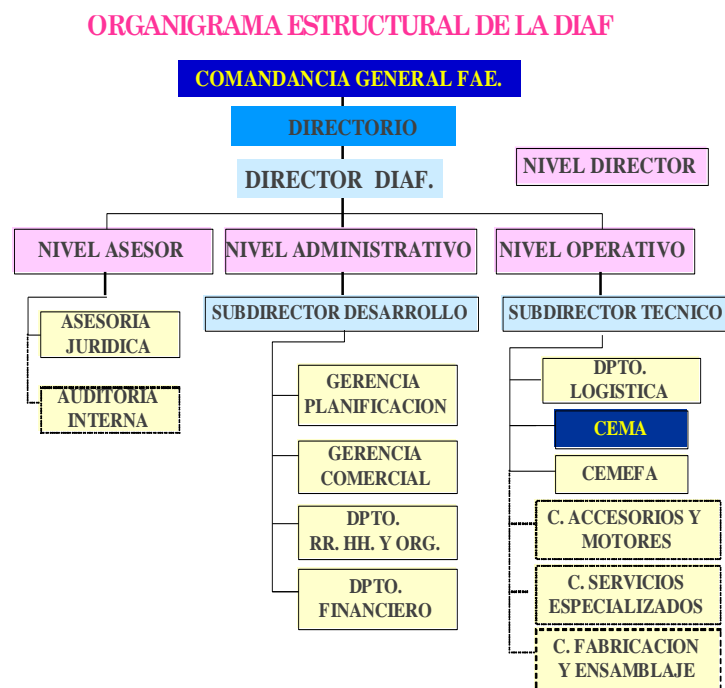 ORGANIGRAMA ESTRUCTURAL DE LA DIAF
COMANDANCIA GENERAL FAE.
DIRECTORIO
DIRECTOR DIAF.
NIVEL DIRECTOR
NIVEL ASESOR
NIVEL ADMINISTRATIVO
NIVEL OPERATIVO
ASESORIA
JURIDICA
AUDITORIA
INTERNA
SUBDIRECTOR DESARROLLO
GERENCIA
PLANIFICACION
GERENCIA
COMERCIAL
DPTO.
RR. HH. Y ORG.
DPTO.
FINANCIERO
SUBDIRECTOR TECNICO
DPTO.
LOGISTICA
CEMA
CEMEFA
C. ACCESORIOS Y
MOTORES
C. SERVICIOS
ESPECIALIZADOS
C. FABRICACION
Y ENSAMBLAJE